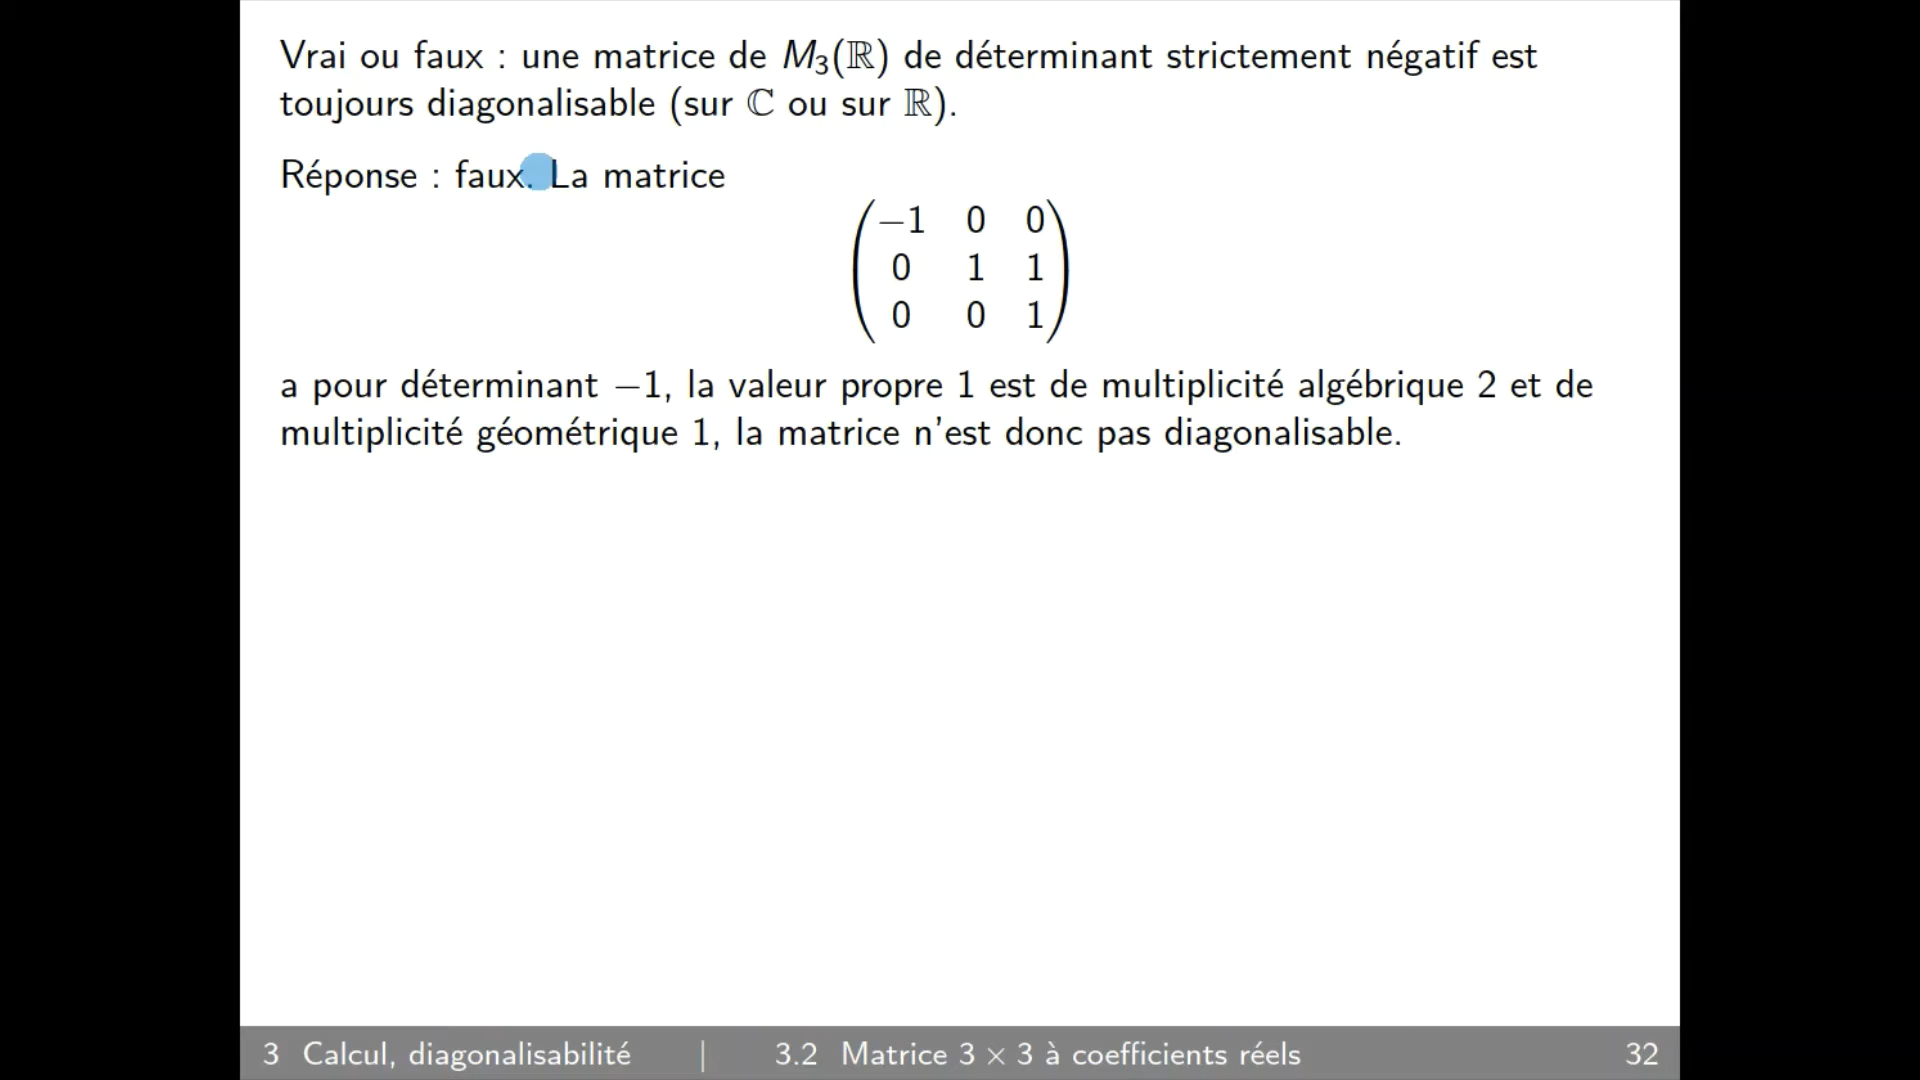 Vrai ou faux : une matrice de M₃(ℝ) de déterminant strictement négatif est
toujours diagonalisable (sur ℂ ou sur ℝ).
Réponse : faux. La matrice
−1 0 0
0 1 1
0 0 1
a pour déterminant −1, la valeur propre 1 est de multiplicité algébrique 2 et de
multiplicité géométrique 1, la matrice n'est donc pas diagonalisable.
3 Calcul, diagonalisabilité | 3.2 Matrice 3 × 3 à coefficients réels 32